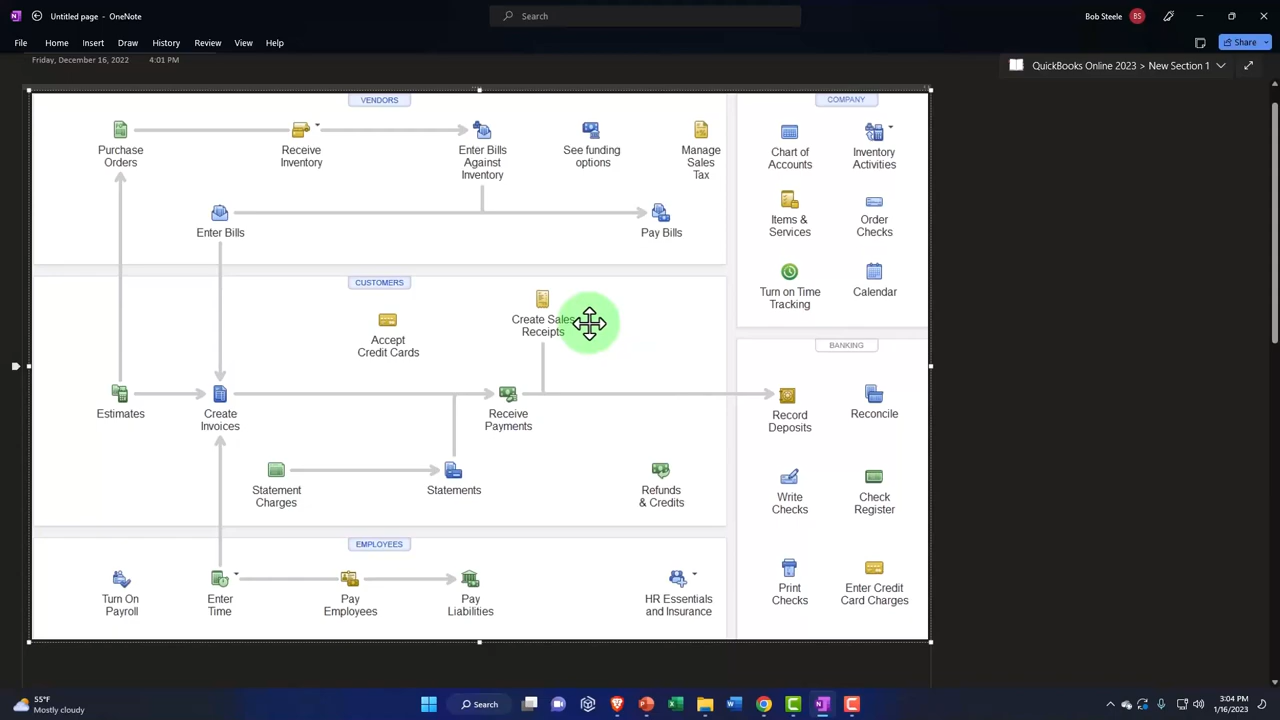 Untitled page - OneNote
Search
Bob Steele
BS
File
Home
Insert
Draw
History
Review
View
Help
Share
Friday, December 16, 2022
4:01 PM
QuickBooks Online 2023 > New Section 1
VENDORS
Purchase
Orders
Receive
Inventory
Enter Bills
Against
Inventory
See funding
options
Manage
Sales
Tax
Enter Bills
Pay Bills
COMPANY
Chart of
Accounts
Inventory
Activities
Items &
Services
Order
Checks
Turn on Time
Tracking
Calendar
CUSTOMERS
Create Sales
Receipts
Accept
Credit Cards
Estimates
Create
Invoices
Receive
Payments
Statement
Charges
Statements
Refunds
& Credits
BANKING
Record
Deposits
Reconcile
Write
Checks
Check
Register
Print
Checks
Enter Credit
Card Charges
EMPLOYEES
Turn On
Payroll
Enter
Time
Pay
Employees
Pay
Liabilities
HR Essentials
and Insurance
55°F
Mostly cloudy
Search
3:04 PM
1/16/2023